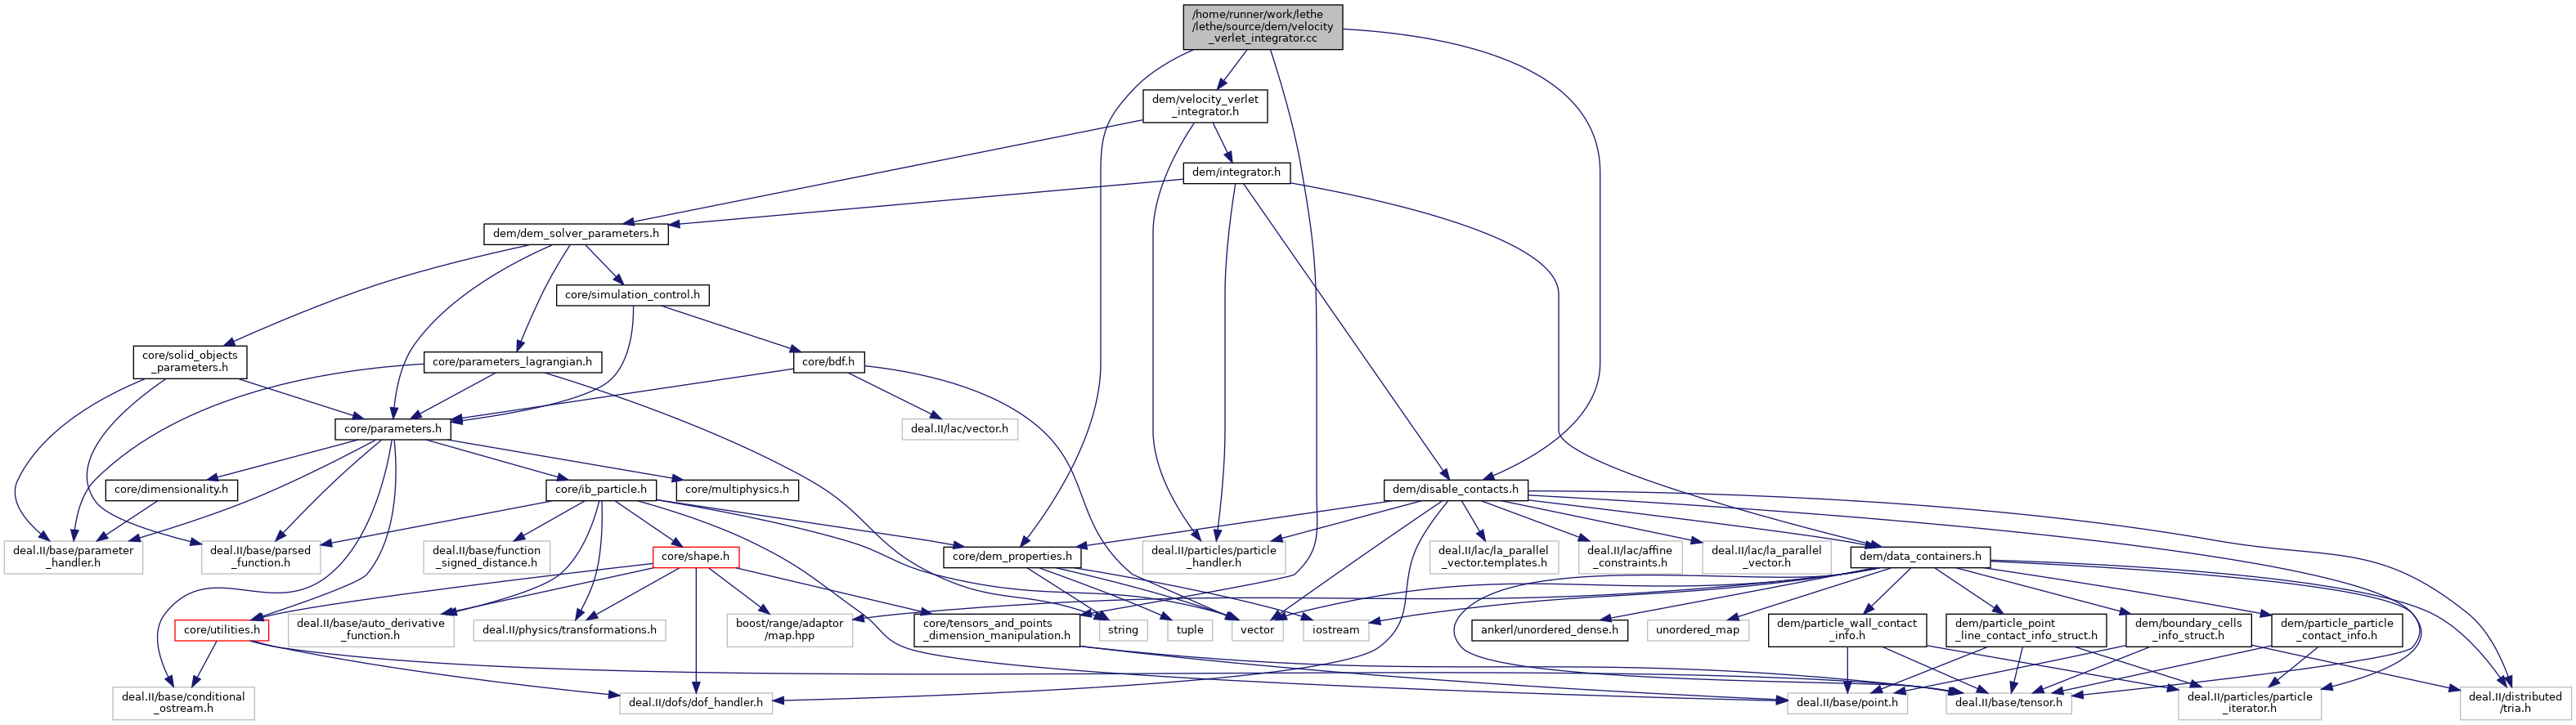 /home/runner/work/lethe
/lethe/source/dem/velocity
_verlet_integrator.cc
dem/velocity_verlet
_integrator.h
dem/integrator.h
dem/dem_solver_parameters.h
core/simulation_control.h
core/solid_objects
_parameters.h
core/parameters_lagrangian.h
core/bdf.h
core/parameters.h
deal.II/lac/vector.h
core/dimensionality.h
core/ib_particle.h
core/multiphysics.h
dem/disable_contacts.h
deal.II/base/parameter
_handler.h
deal.II/base/parsed
_function.h
deal.II/base/function
_signed_distance.h
core/shape.h
core/dem_properties.h
deal.II/particles/particle
_handler.h
deal.II/lac/la_parallel
_vector.templates.h
deal.II/lac/affine
_constraints.h
deal.II/lac/la_parallel
_vector.h
dem/data_containers.h
core/utilities.h
deal.II/base/auto_derivative
_function.h
deal.II/physics/transformations.h
boost/range/adaptor
/map.hpp
core/tensors_and_points
_dimension_manipulation.h
string
tuple
vector
iostream
ankerl/unordered_dense.h
unordered_map
dem/particle_wall_contact
_info.h
dem/particle_point
_line_contact_info_struct.h
dem/boundary_cells
_info_struct.h
dem/particle_particle
_contact_info.h
deal.II/base/conditional
_ostream.h
deal.II/dofs/dof_handler.h
deal.II/base/point.h
deal.II/base/tensor.h
deal.II/particles/particle
_iterator.h
deal.II/distributed
/tria.h